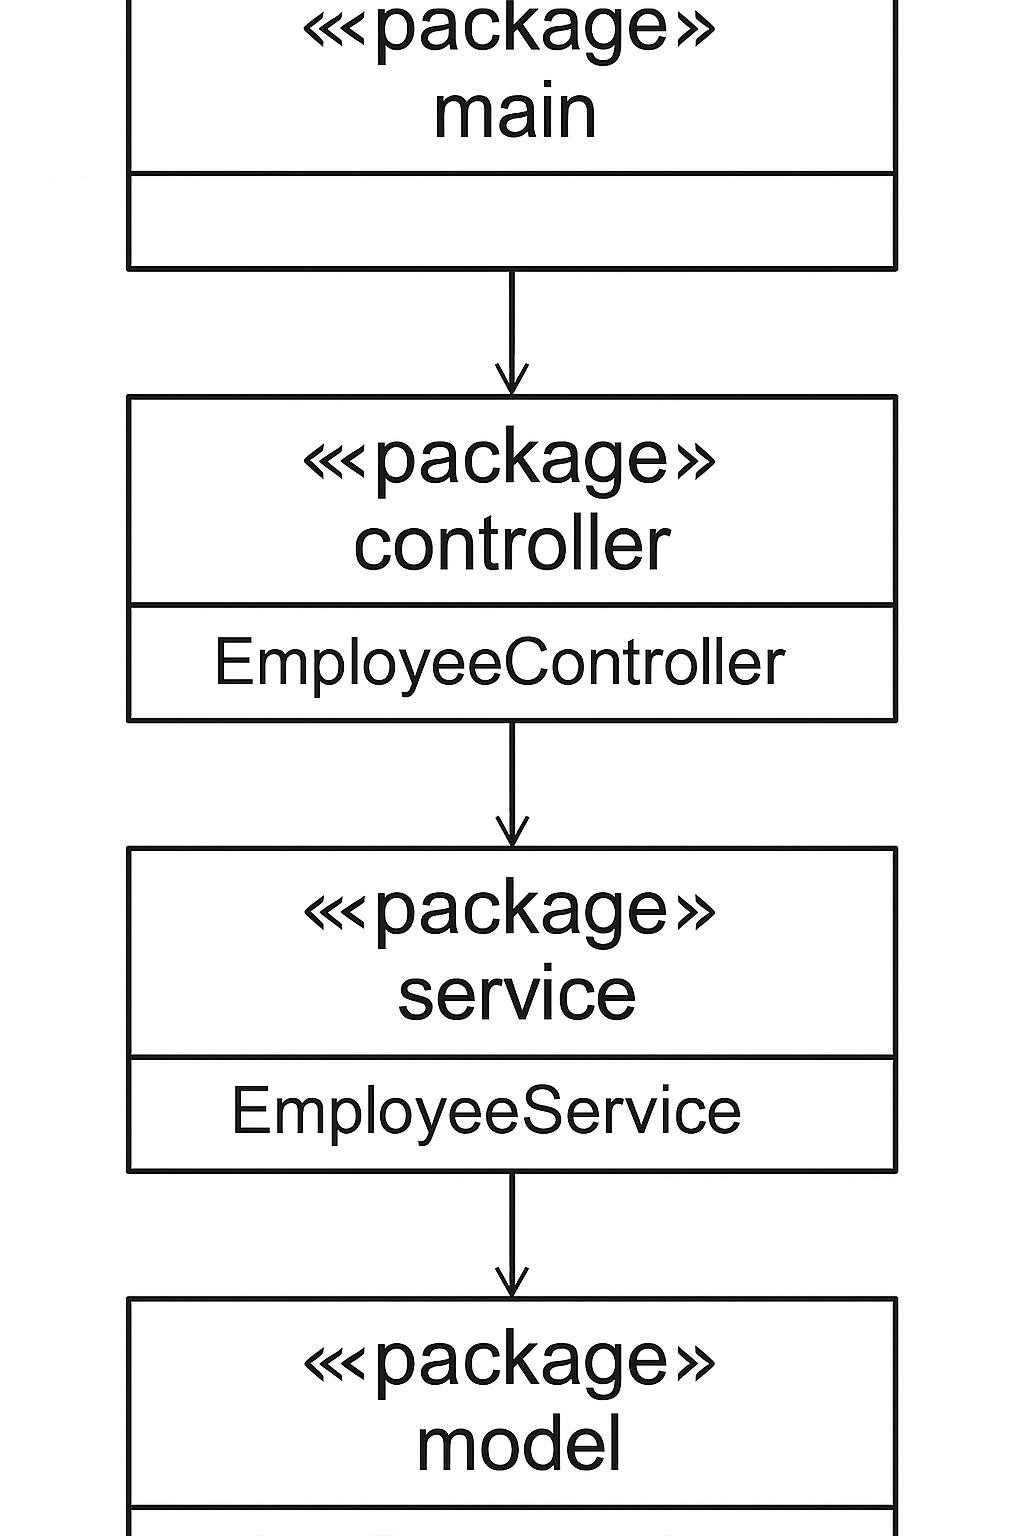 ‹‹‹package››
main
‹‹‹package››
controller
EmployeeController
‹‹‹package››
service
EmployeeService
‹‹‹package››
model